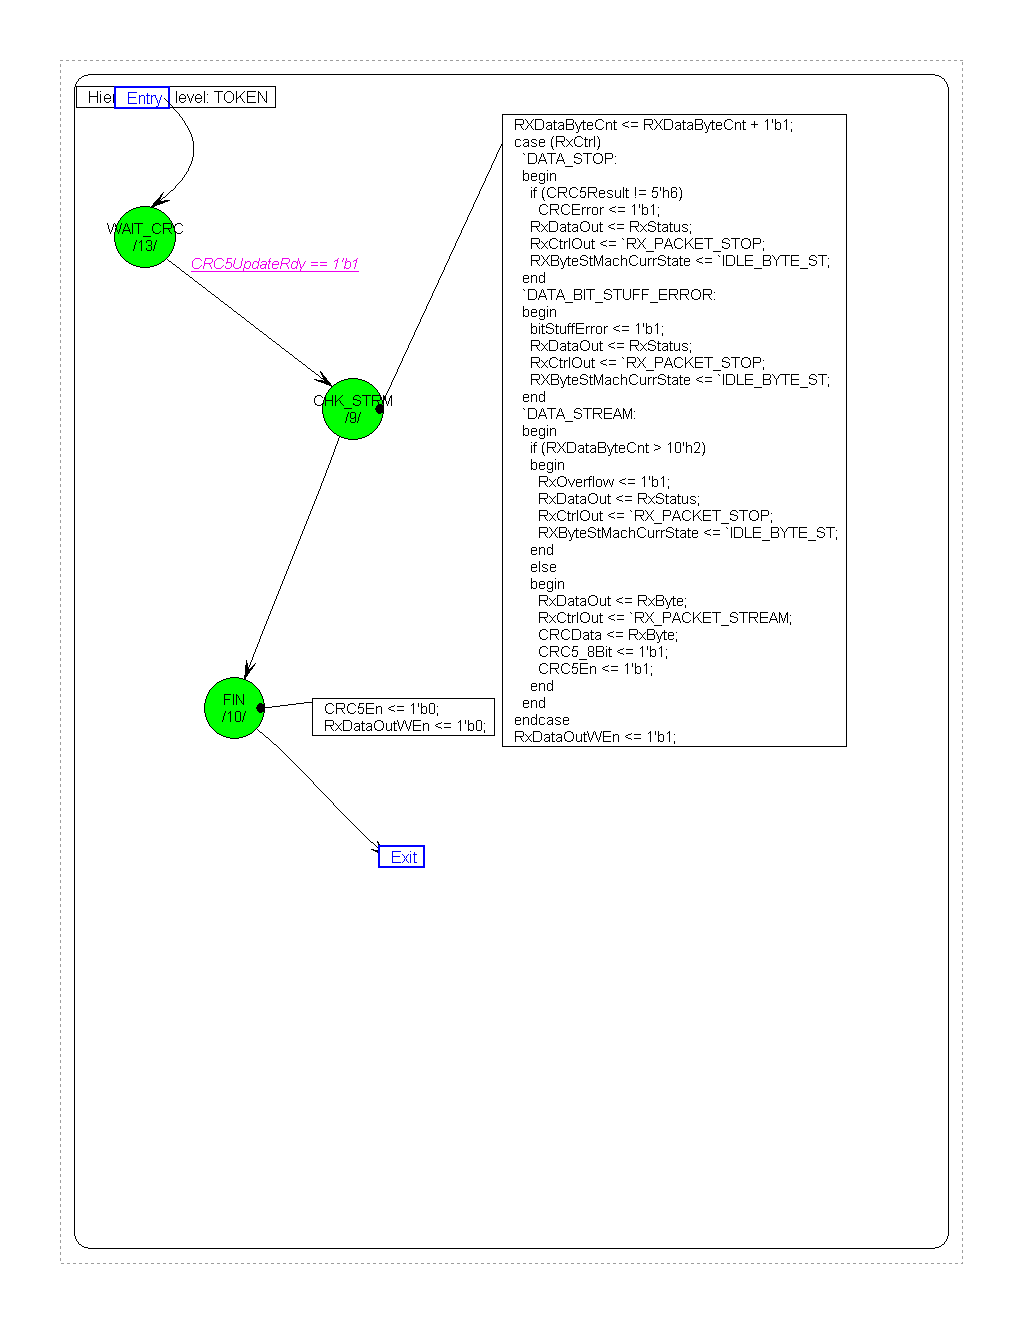 Hie
Entry
level: TOKEN
WAIT_CRC
/13/
CRC5UpdateRdy == 1'b1
CHK_STRM
/9/
RXDataByteCnt <= RXDataByteCnt + 1'b1;
case (RxCtrl)
`DATA_STOP:
begin
if (CRC5Result != 5'h6)
CRCError <= 1'b1;
RxDataOut <= RxStatus;
RxCtrlOut <= `RX_PACKET_STOP;
RXByteStMachCurrState <= `IDLE_BYTE_ST;
end
`DATA_BIT_STUFF_ERROR:
begin
bitStuffError <= 1'b1;
RxDataOut <= RxStatus;
RxCtrlOut <= `RX_PACKET_STOP;
RXByteStMachCurrState <= `IDLE_BYTE_ST;
end
`DATA_STREAM:
begin
if (RXDataByteCnt > 10'h2)
begin
RxOverflow <= 1'b1;
RxDataOut <= RxStatus;
RxCtrlOut <= `RX_PACKET_STOP;
RXByteStMachCurrState <= `IDLE_BYTE_ST;
end
else
begin
RxDataOut <= RxByte;
RxCtrlOut <= `RX_PACKET_STREAM;
CRCData <= RxByte;
CRC5_8Bit <= 1'b1;
CRC5En <= 1'b1;
end
end
endcase
RxDataOutWEn <= 1'b1;
FIN
/10/
CRC5En <= 1'b0;
RxDataOutWEn <= 1'b0;
Exit